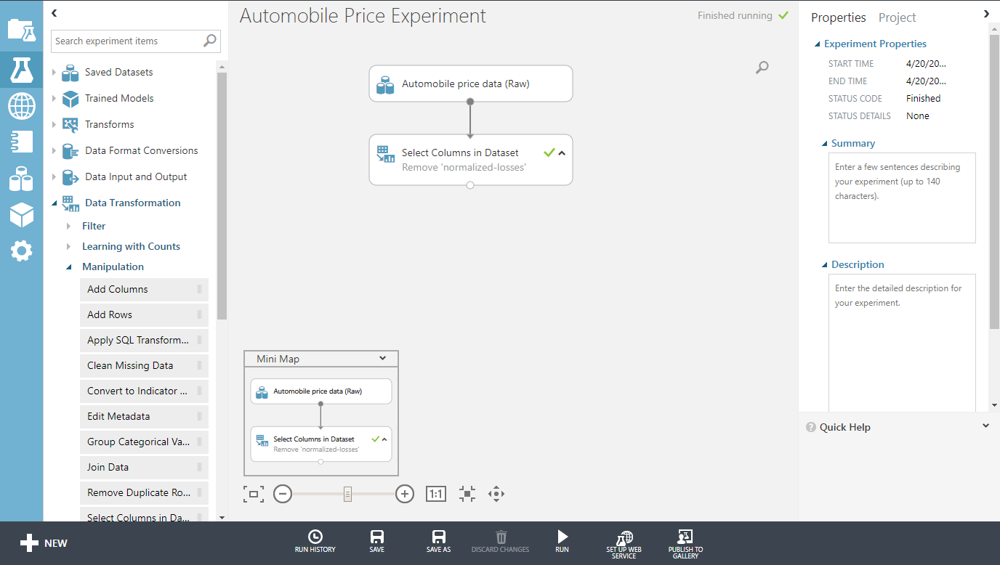 Automobile Price Experiment
Finished running
Search experiment items
Saved Datasets
Trained Models
Transforms
Data Format Conversions
Data Input and Output
Data Transformation
Filter
Learning with Counts
Manipulation
Add Columns
Add Rows
Apply SQL Transform...
Clean Missing Data
Convert to Indicator ...
Edit Metadata
Group Categorical Va...
Join Data
Remove Duplicate Ro...
Select Columns in Da...
Automobile price data (Raw)
Select Columns in Dataset
Remove 'normalized-losses'
Mini Map
Automobile price data (Raw)
Select Columns in Dataset
Remove 'normalized-losses'
1:1
Properties Project
Experiment Properties
START TIME 4/20/20...
END TIME 4/20/20...
STATUS CODE Finished
STATUS DETAILS None
Summary
Enter a few sentences describing
your experiment (up to 140
characters).
Description
Enter the detailed description for
your experiment.
? Quick Help
NEW
RUN HISTORY
SAVE
SAVE AS
DISCARD CHANGES
RUN
SET UP WEB
SERVICE
PUBLISH TO
GALLERY